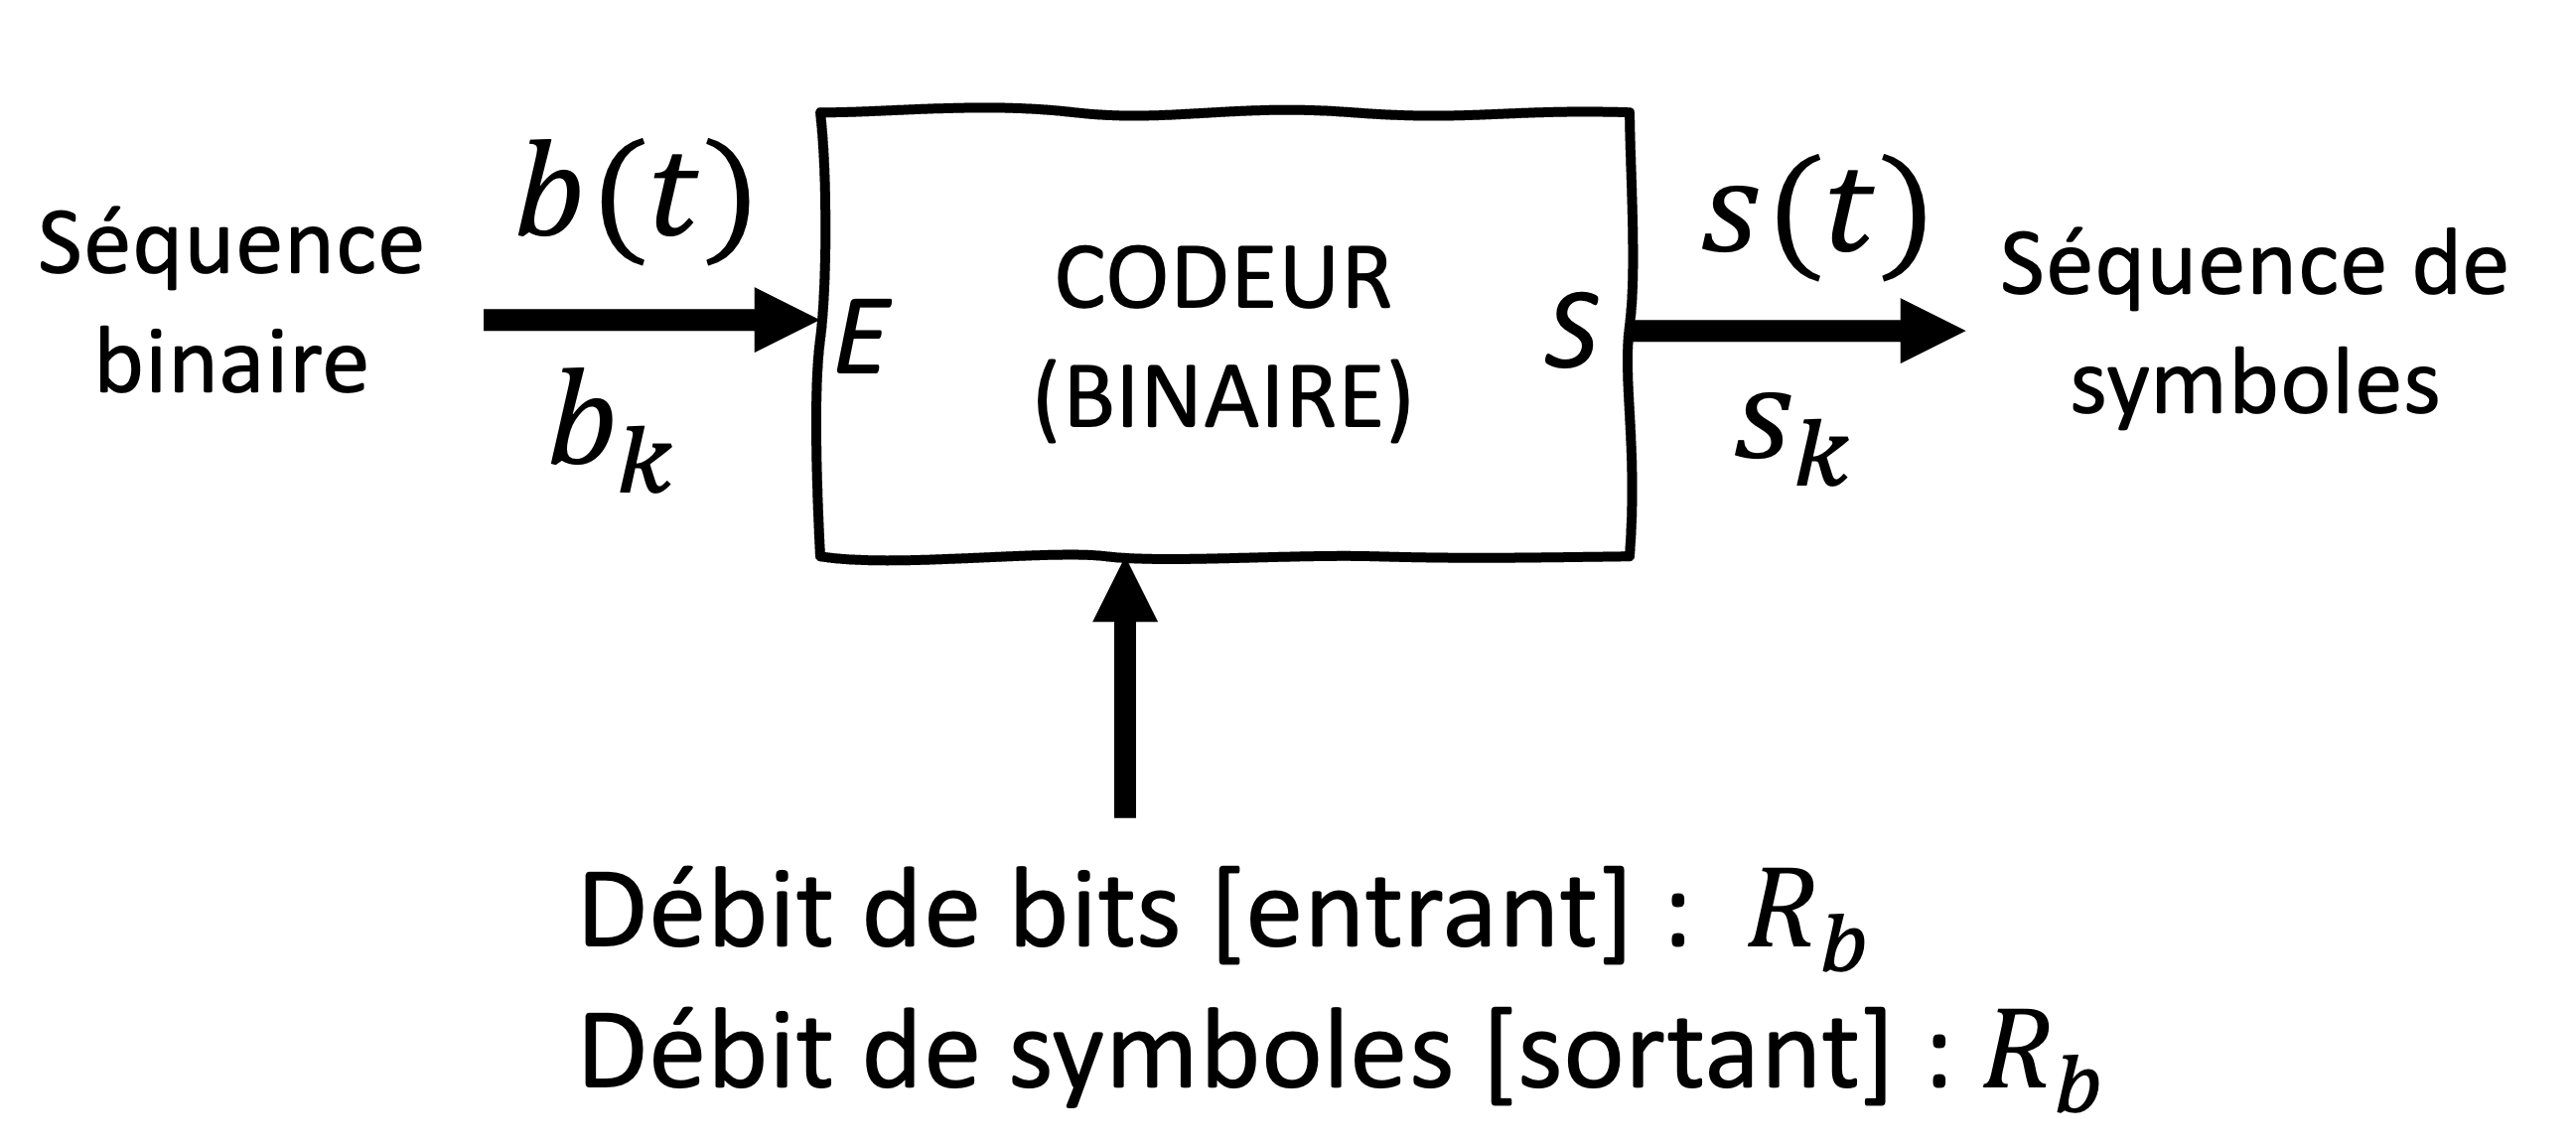 Séquence
binaire
b(t)
b_k
E
CODEUR
(BINAIRE)
S
s(t)
s_k
Séquence de
symboles
Débit de bits [entrant] : R_b
Débit de symboles [sortant] : R_b